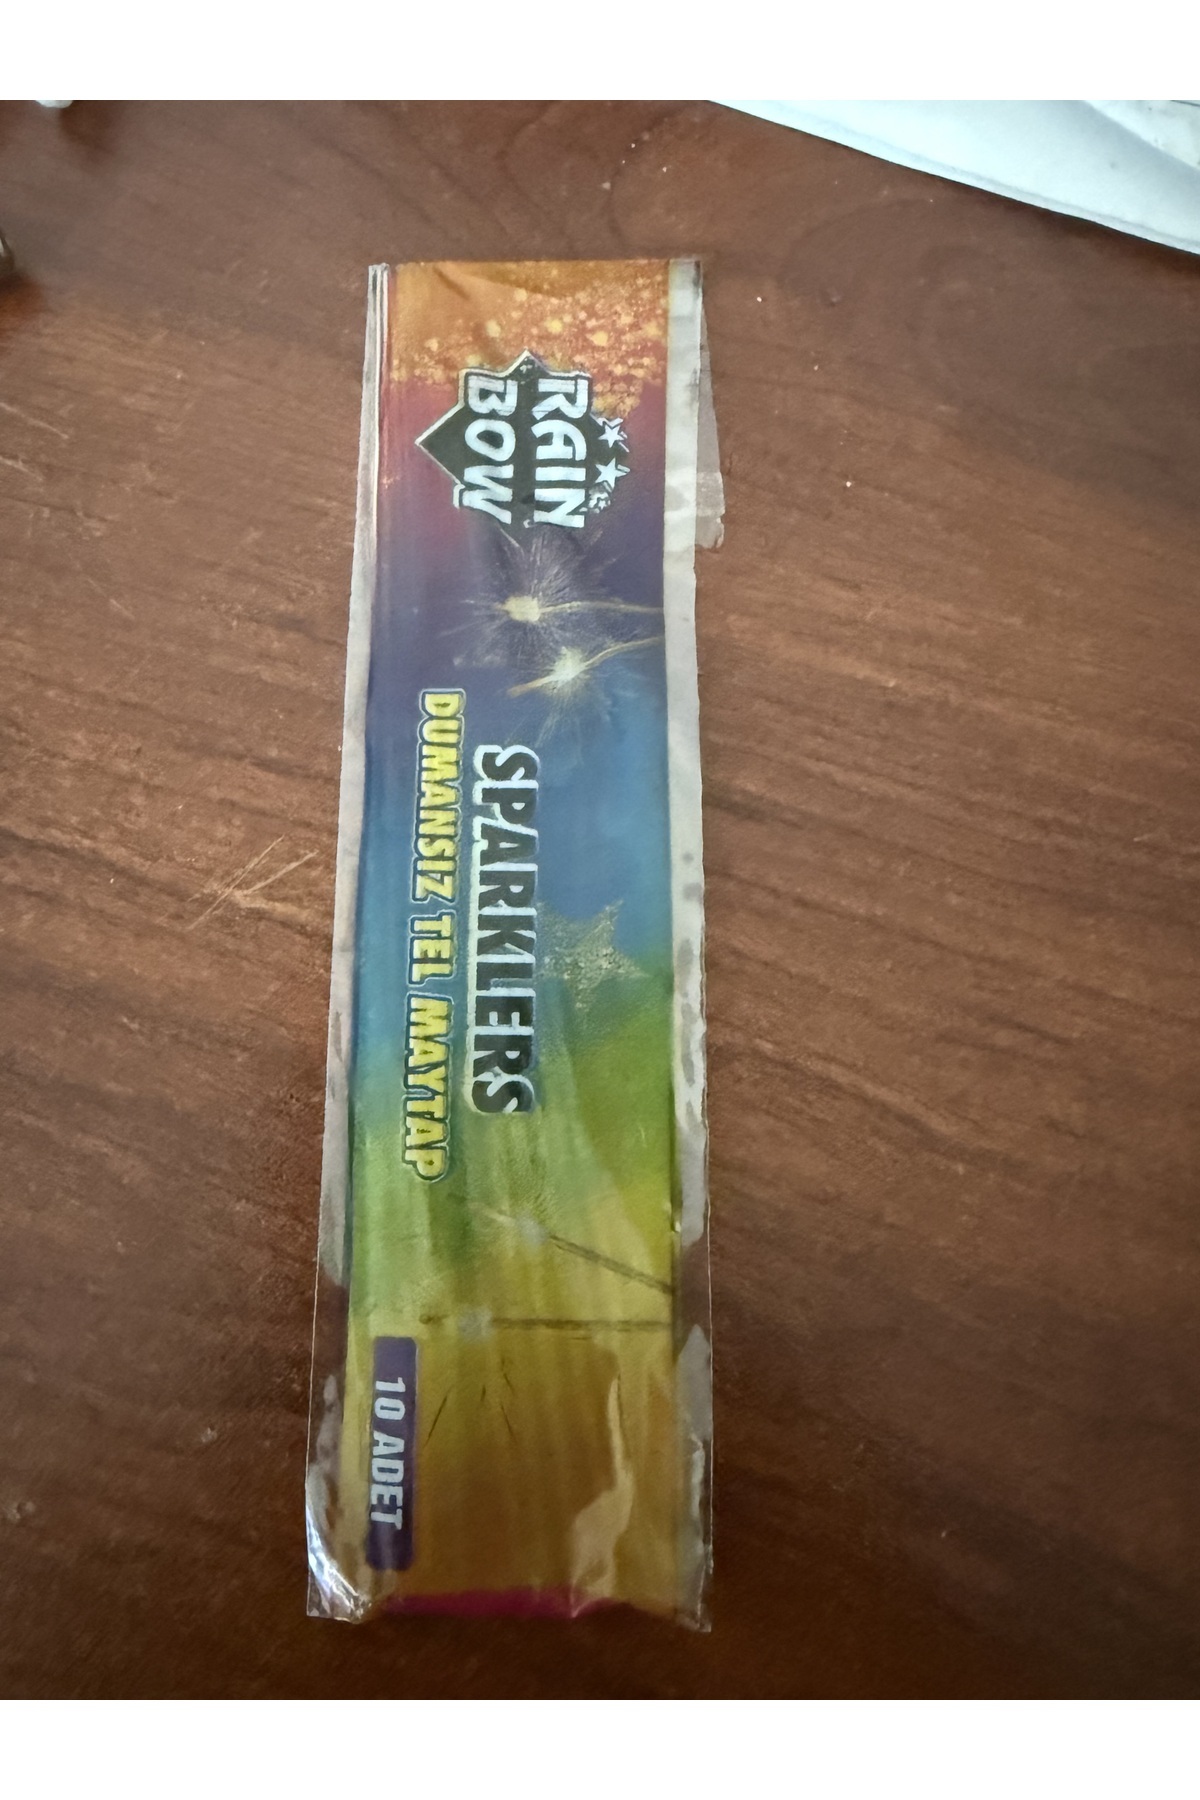 RAIN
BOW
SPARKLERS
DUMANSIZ TEL MAYTAP
10 ADET